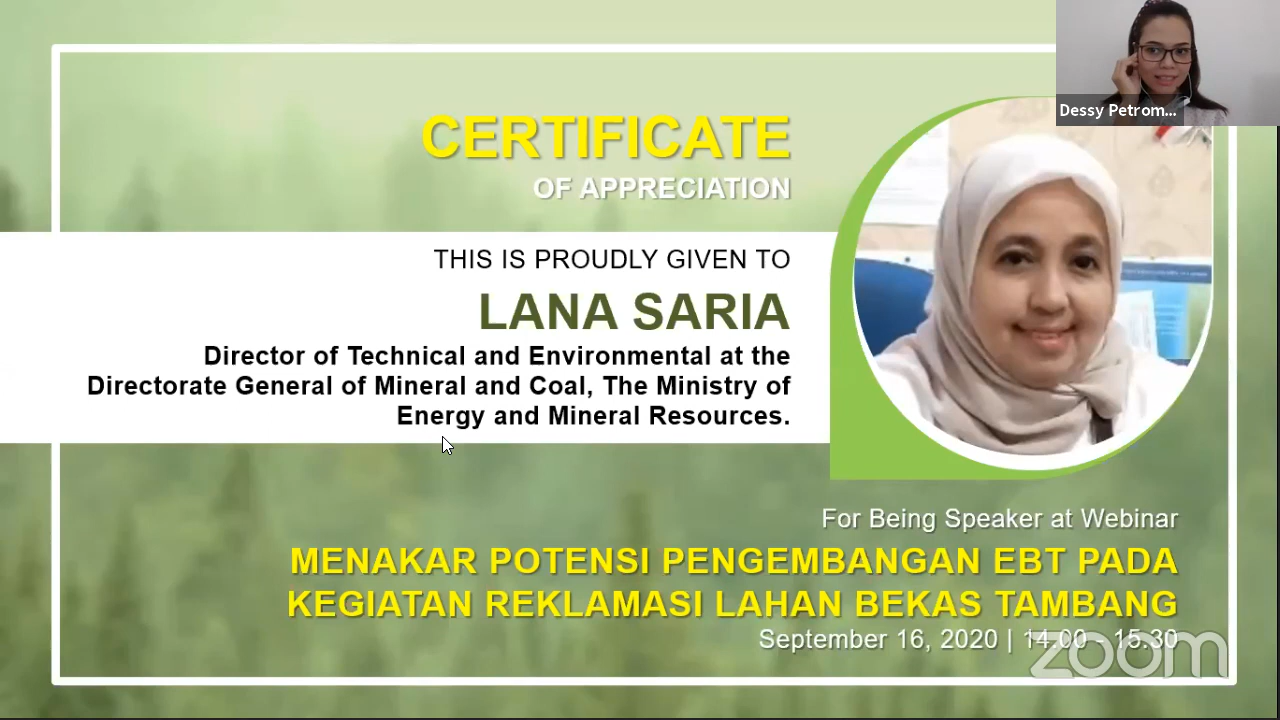 Dessy Petrom...
CERTIFICATE
OF APPRECIATION
THIS IS PROUDLY GIVEN TO
LANA SARIA
Director of Technical and Environmental at the
Directorate General of Mineral and Coal, The Ministry of
Energy and Mineral Resources.
For Being Speaker at Webinar
MENAKAR POTENSI PENGEMBANGAN EBT PADA
KEGIATAN REKLAMASI LAHAN BEKAS TAMBANG
September 16, 2020 | 14.00 - 15.30
zoom